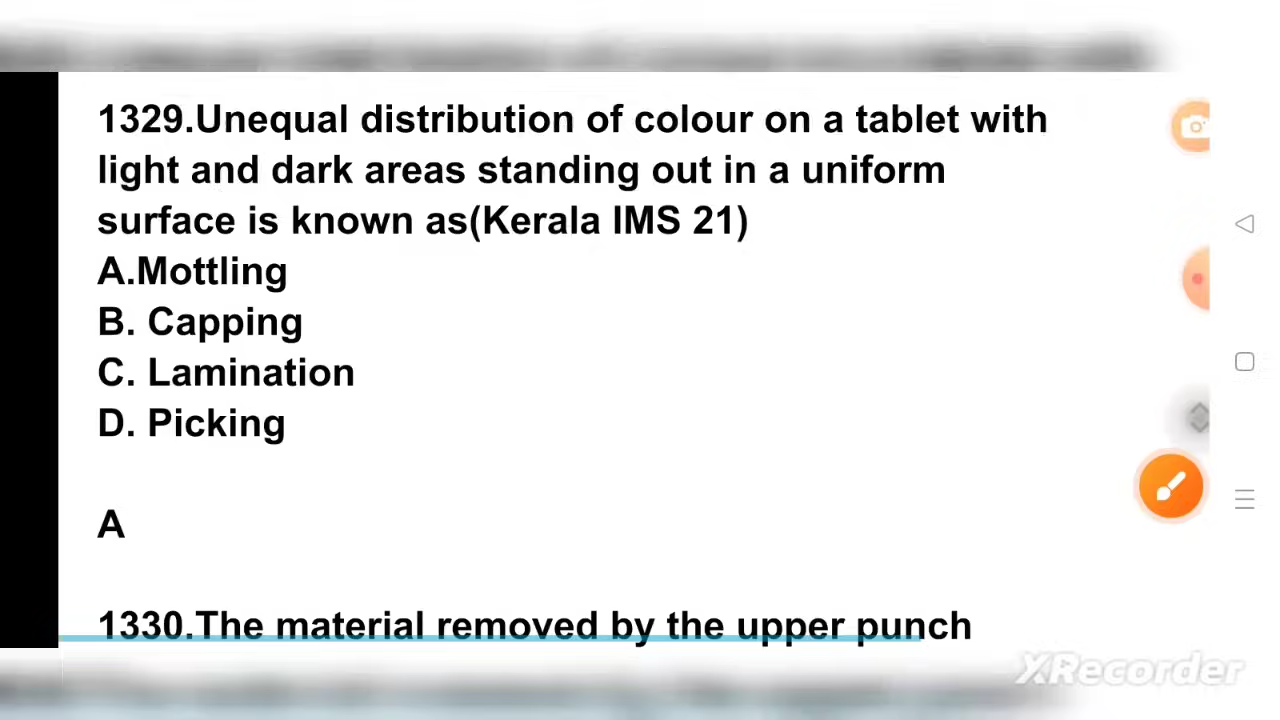 1329.Unequal distribution of colour on a tablet with
light and dark areas standing out in a uniform
surface is known as(Kerala IMS 21)
A.Mottling
B. Capping
C. Lamination
D. Picking
A
1330.The material removed by the upper punch
XRecorder